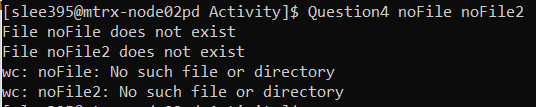 [slee395@mtrx-node02pd Activity]$ Question4 noFile noFile2
File noFile does not exist
File noFile2 does not exist
wc: noFile: No such file or directory
wc: noFile2: No such file or directory